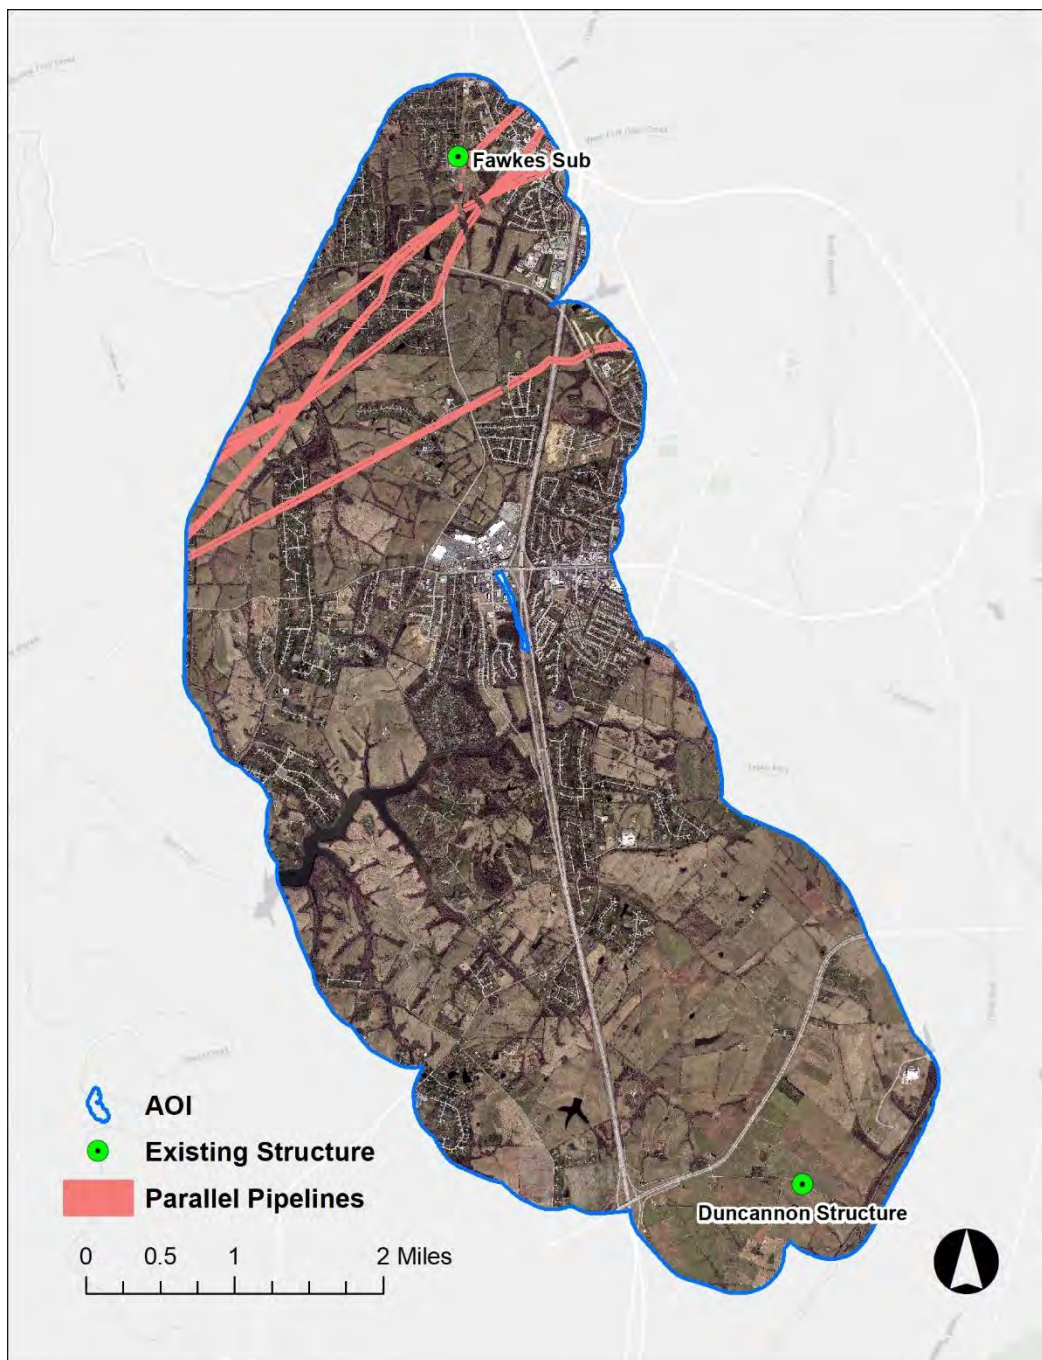 Fawkes Sub
AOI
Existing Structure
Parallel Pipelines
Duncannon Structure
0 0.5 1 2 Miles